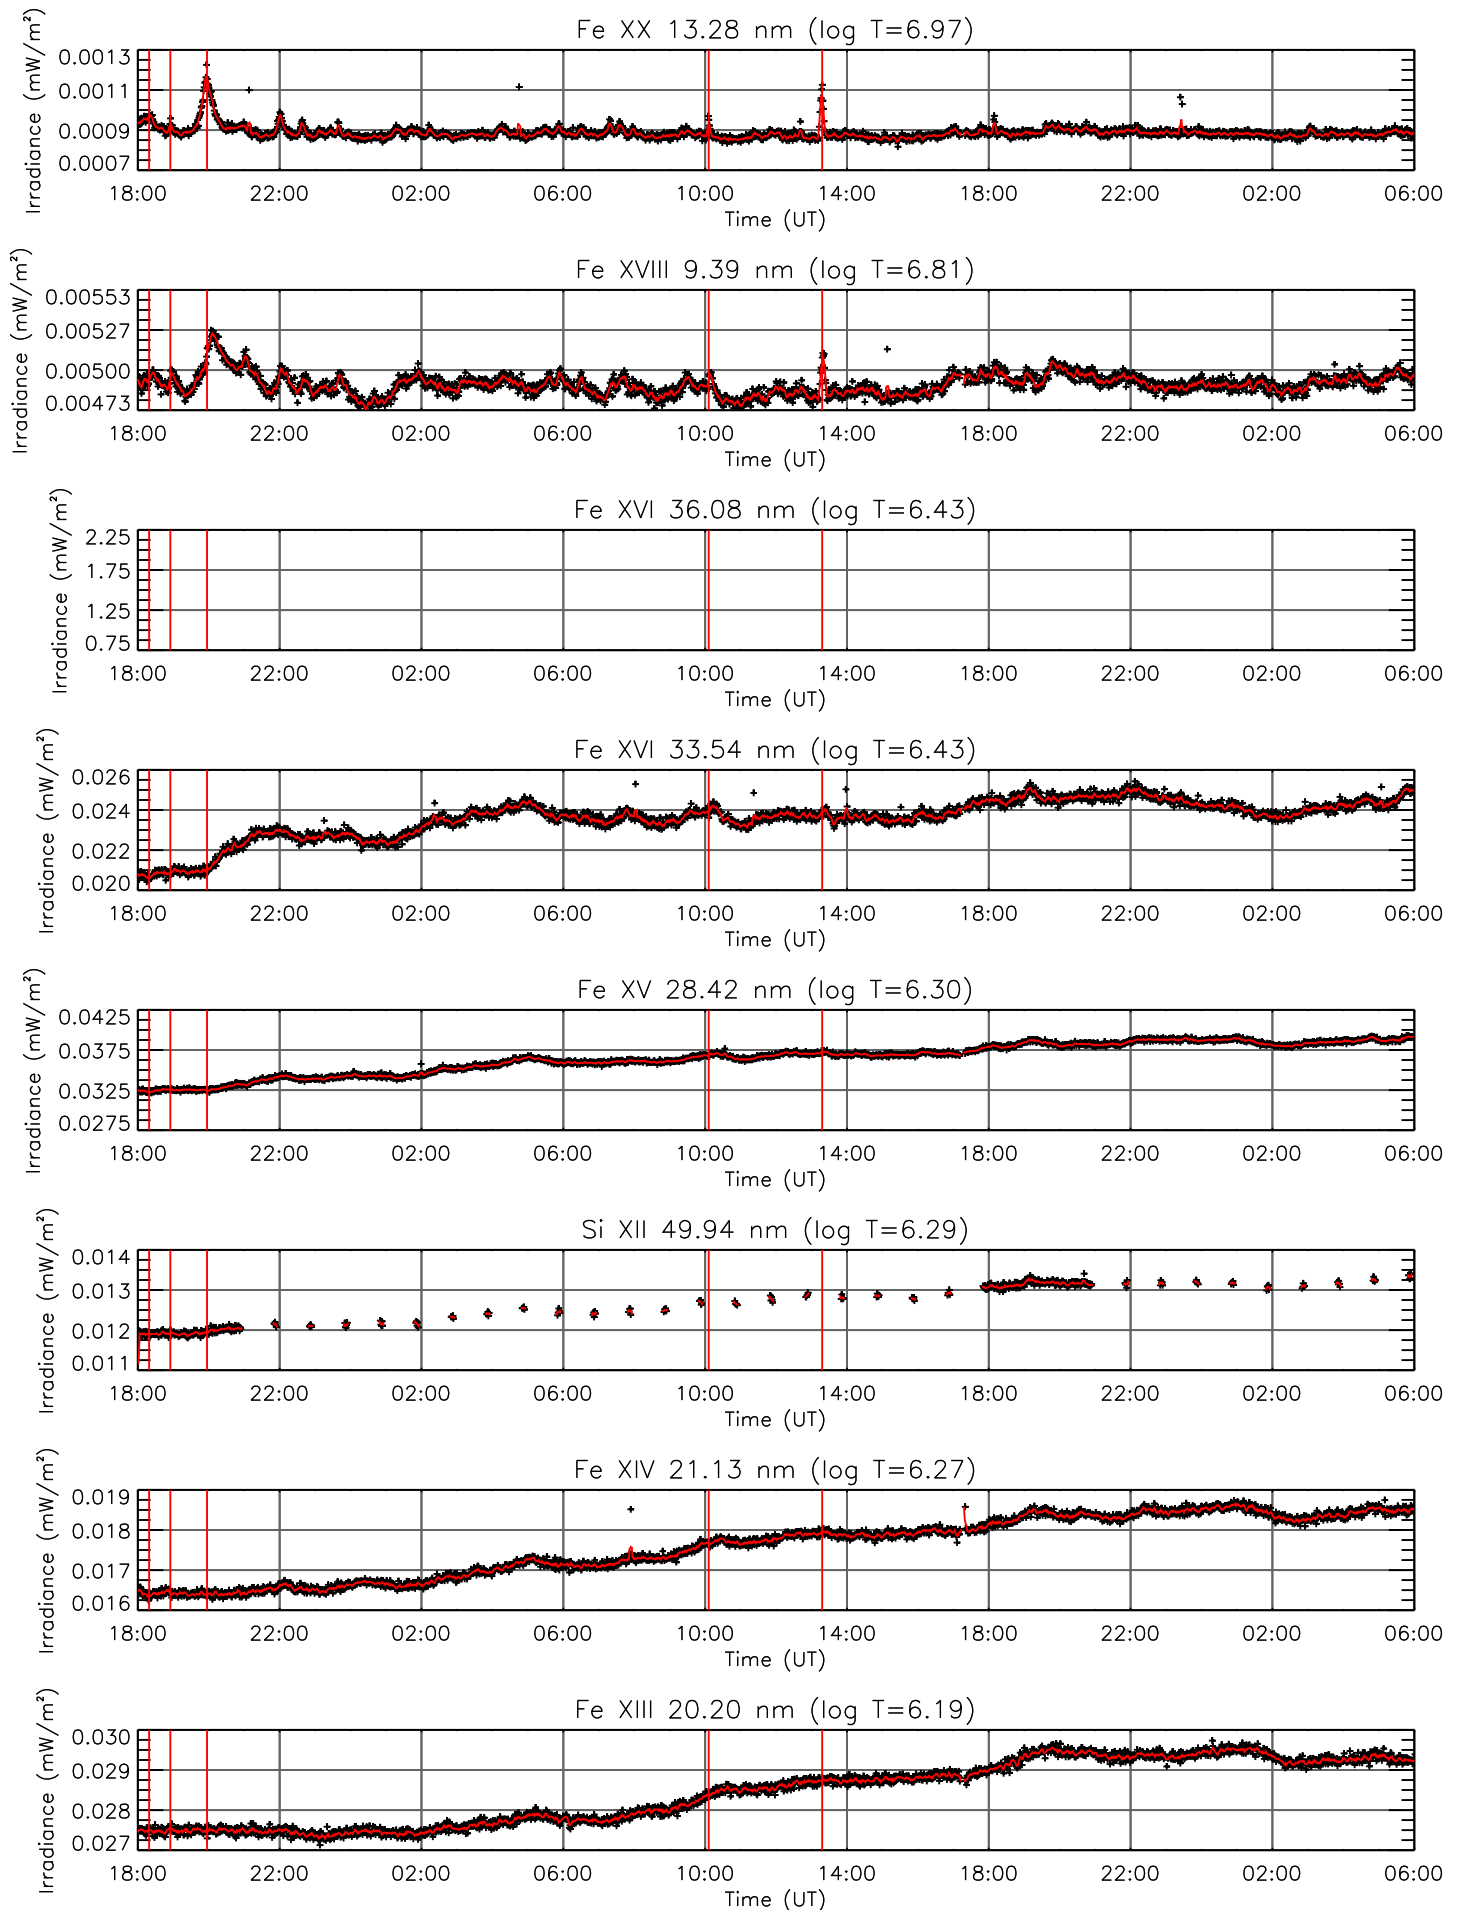 Fe XX 13.28 nm (log T=6.97)
Irradiance (mW/m²)
0.0013
0.0011
0.0009
0.0007
18:00 22:00 02:00 06:00 10:00 14:00 18:00 22:00 02:00 06:00
Time (UT)
Fe XVIII 9.39 nm (log T=6.81)
Irradiance (mW/m²)
0.00553
0.00527
0.00500
0.00473
18:00 22:00 02:00 06:00 10:00 14:00 18:00 22:00 02:00 06:00
Time (UT)
Fe XVI 36.08 nm (log T=6.43)
Irradiance (mW/m²)
2.25
1.75
1.25
0.75
18:00 22:00 02:00 06:00 10:00 14:00 18:00 22:00 02:00 06:00
Time (UT)
Fe XVI 33.54 nm (log T=6.43)
Irradiance (mW/m²)
0.026
0.024
0.022
0.020
18:00 22:00 02:00 06:00 10:00 14:00 18:00 22:00 02:00 06:00
Time (UT)
Fe XV 28.42 nm (log T=6.30)
Irradiance (mW/m²)
0.0425
0.0375
0.0325
0.0275
18:00 22:00 02:00 06:00 10:00 14:00 18:00 22:00 02:00 06:00
Time (UT)
Si XII 49.94 nm (log T=6.29)
Irradiance (mW/m²)
0.014
0.013
0.012
0.011
18:00 22:00 02:00 06:00 10:00 14:00 18:00 22:00 02:00 06:00
Time (UT)
Fe XIV 21.13 nm (log T=6.27)
Irradiance (mW/m²)
0.019
0.018
0.017
0.016
18:00 22:00 02:00 06:00 10:00 14:00 18:00 22:00 02:00 06:00
Time (UT)
Fe XIII 20.20 nm (log T=6.19)
Irradiance (mW/m²)
0.030
0.029
0.028
0.027
18:00 22:00 02:00 06:00 10:00 14:00 18:00 22:00 02:00 06:00
Time (UT)